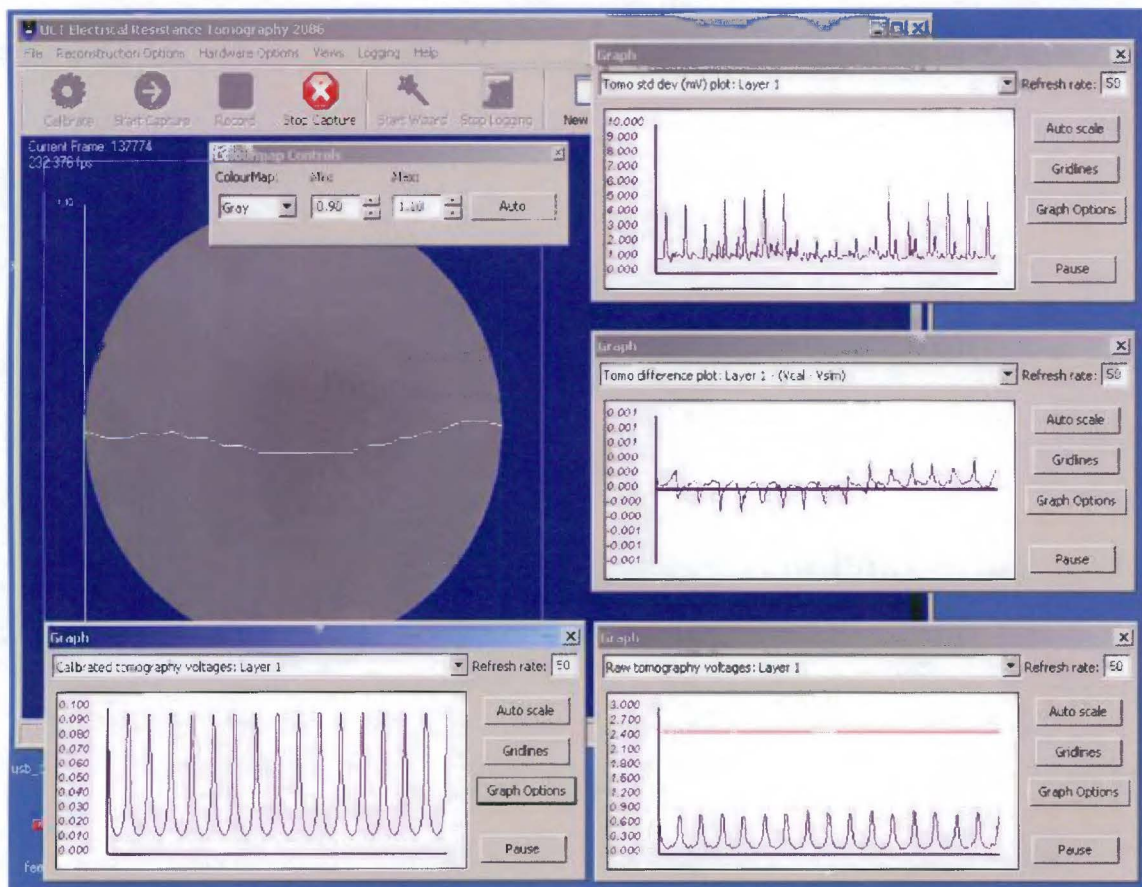 UCT Electrical Resistance Tomography 2086
File Reconstruction Options Hardware Options Views Logging Help
Calibrate Start Capture Record Stop Capture Start Wizard Stop Logging New
Current Frame: 137774
232.376 fps
1.10
Colourmap Controls
ColourMap: Min: Max:
Gray 0.90 1.10 Auto
Graph
Tomo std dev (mV) plot: Layer 1 Refresh rate: 50
10.000
9.000
8.000
7.000
6.000
5.000
4.000
3.000
2.000
1.000
0.000
Auto scale
Gridlines
Graph Options
Pause
Graph
Tomo difference plot: Layer 1 - (Vcal - Vsim) Refresh rate: 50
0.001
0.001
0.001
0.000
0.000
-0.000
-0.000
-0.001
-0.001
-0.001
Auto scale
Gridlines
Graph Options
Pause
Graph
Calibrated tomography voltages: Layer 1 Refresh rate: 50
0.100
0.090
0.080
0.070
0.060
0.050
0.040
0.030
0.020
0.010
0.000
Auto scale
Gridlines
Graph Options
Pause
Graph
Raw tomography voltages: Layer 1 Refresh rate: 50
3.000
2.700
2.400
2.100
1.800
1.500
1.200
0.900
0.600
0.300
0.000
Auto scale
Gridlines
Graph Options
Pause